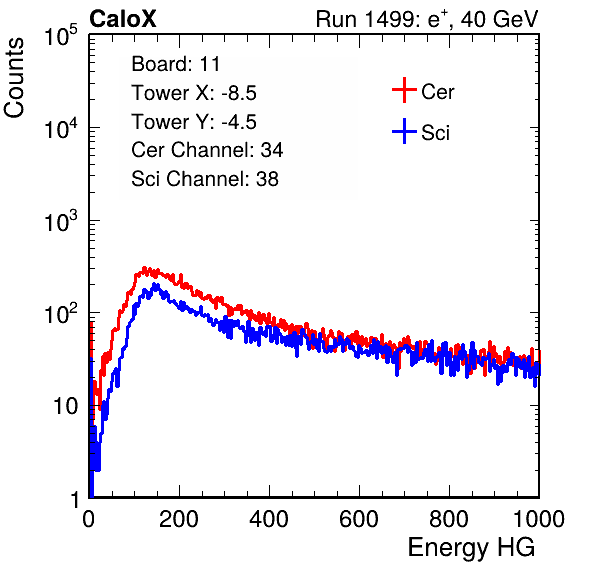 CaloX Run 1499: e+, 40 GeV
Counts
Board: 11
Tower X: -8.5
Tower Y: -4.5
Cer Channel: 34
Sci Channel: 38
Cer
Sci
10^5
10^4
10^3
10^2
10
1
0 200 400 600 800 1000
Energy HG